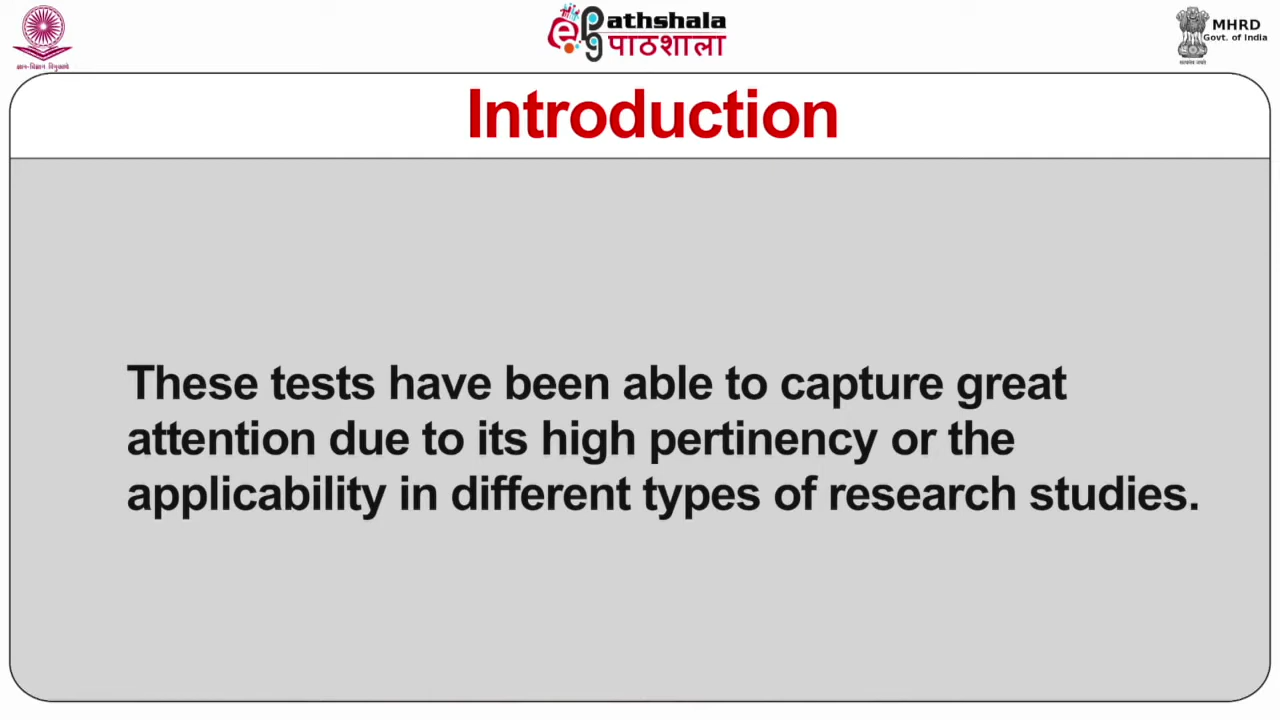 athshala
पाठशाला
MHRD
Govt. of India
Introduction
These tests have been able to capture great
attention due to its high pertinency or the
applicability in different types of research studies.